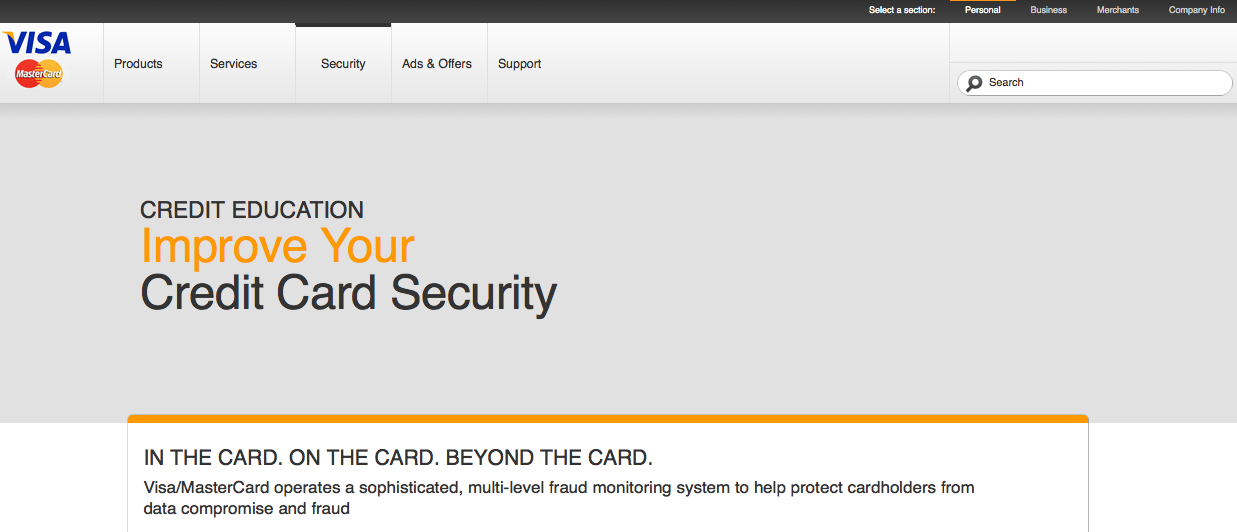 Select a section: Personal Business Merchants Company Info
VISA
MasterCard
Products Services Security Ads & Offers Support
Search
CREDIT EDUCATION
Improve Your
Credit Card Security
IN THE CARD. ON THE CARD. BEYOND THE CARD.
Visa/MasterCard operates a sophisticated, multi-level fraud monitoring system to help protect cardholders from
data compromise and fraud